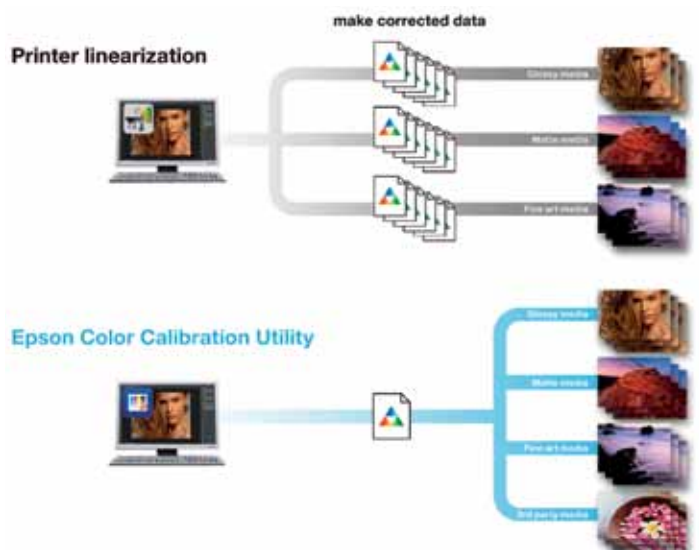 make corrected data
Printer linearization
Glossy media
Matte media
Fine art media
Epson Color Calibration Utility
Glossy media
Matte media
Fine art media
3rd party media